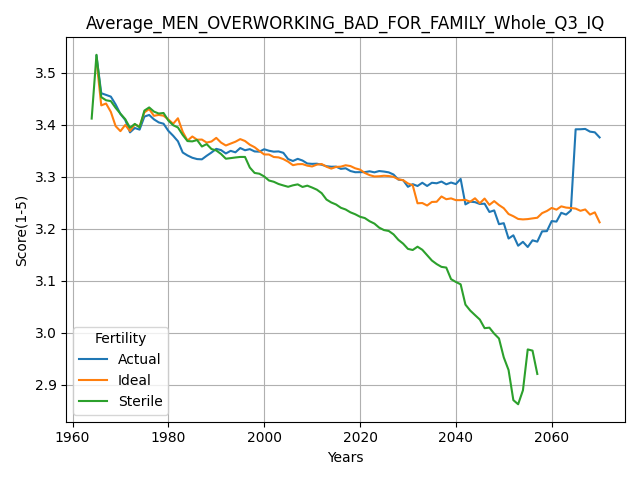 Average_MEN_OVERWORKING_BAD_FOR_FAMILY_Whole_Q3_IQ
Score(1-5)
3.5
3.4
3.3
3.2
3.1
3.0
2.9
Fertility
Actual
Ideal
Sterile
1960 1980 2000 2020 2040 2060
Years